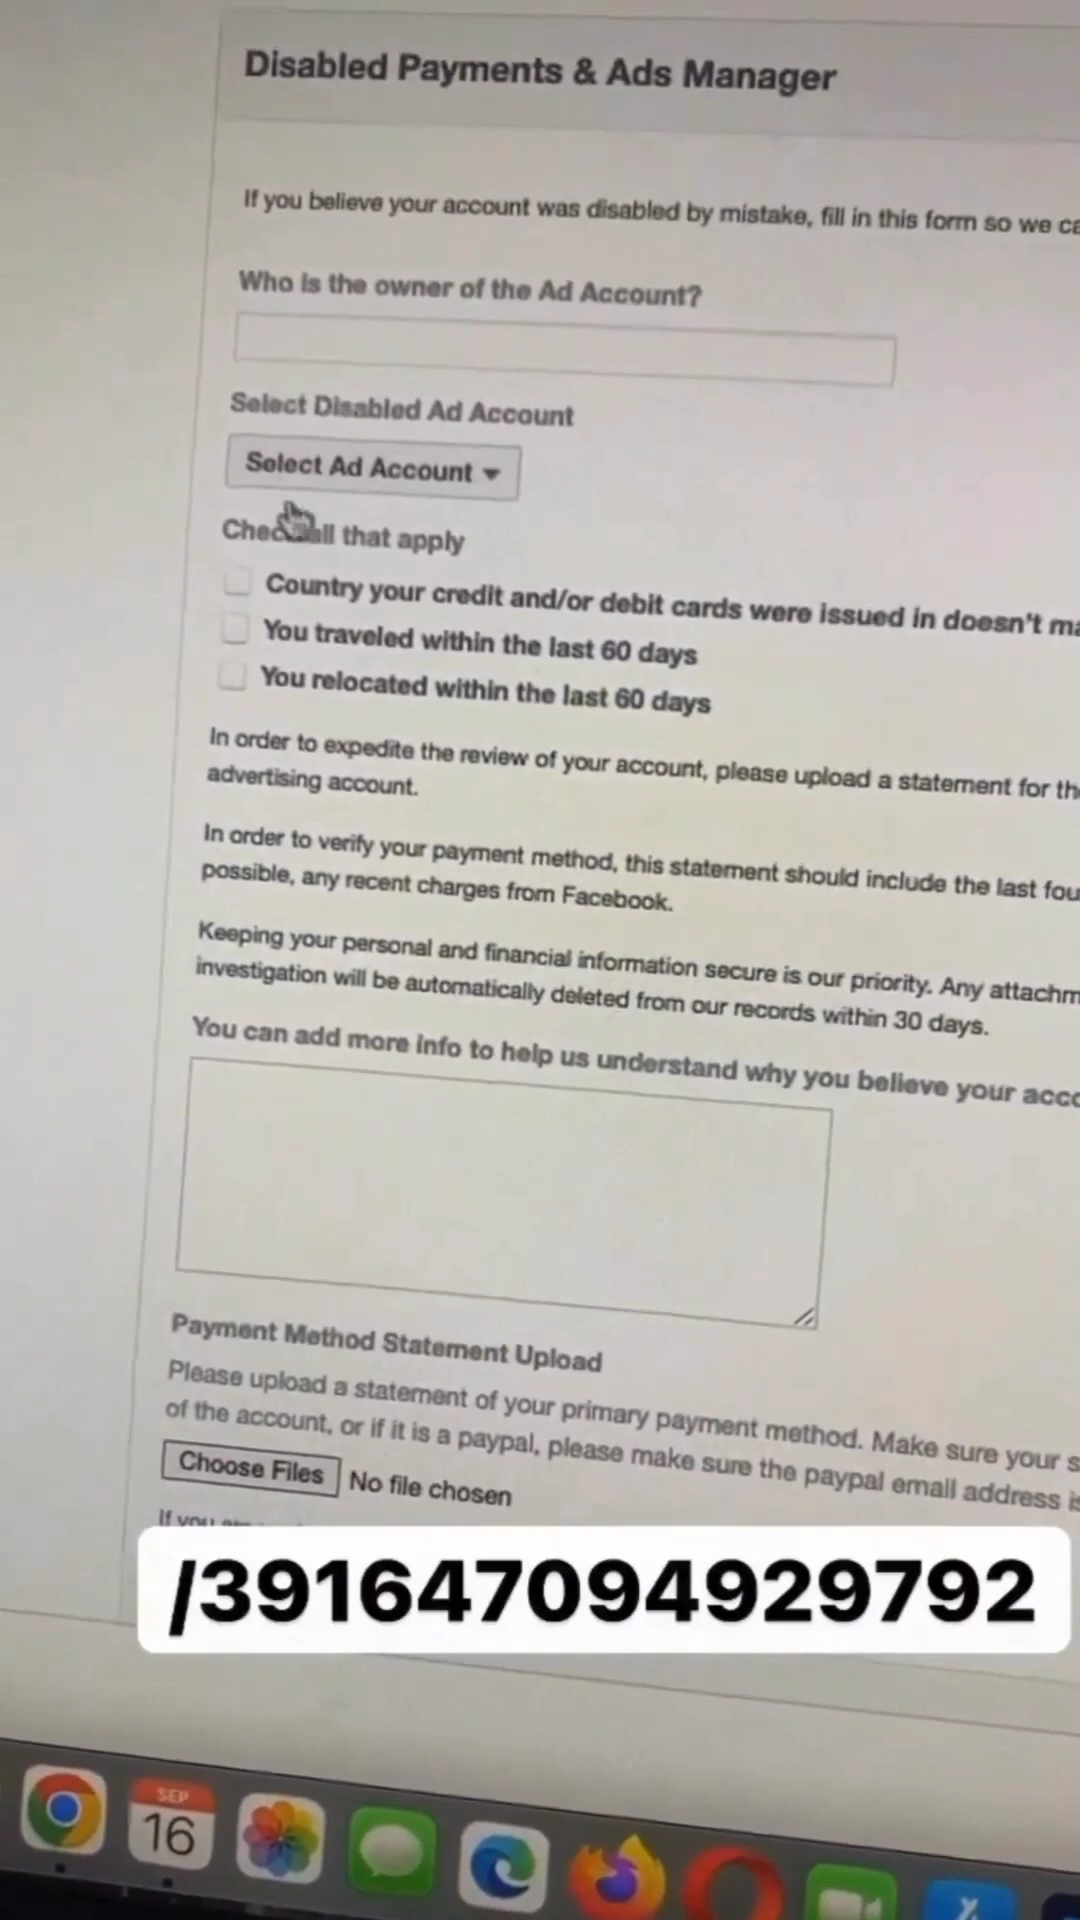 Disabled Payments & Ads Manager
If you believe your account was disabled by mistake, fill in this form so we
Who is the owner of the Ad Account?
Select Disabled Ad Account
Select Ad Account
all that apply
Country your credit and/or debit cards were issued in doesn't
You traveled within the last 60 days
You relocated within the last 60 days
In order to expedite the review of your account, please upload a statement for
advertising account.
In order to verify your payment method, this statement should include the last
possible, any recent charges from Facebook.
Keeping your personal and financial information secure is our priority. Any
investigation will be automatically deleted from our records within 30 days.
You can add more info to help us understand why you believe your
Payment Method Statement Upload
Please upload a statement of your primary payment method. Make sure your
of the account, or if it is a paypal, please make sure the paypal email address
Choose Files No file chosen
If you
/391647094929792
SEP
16